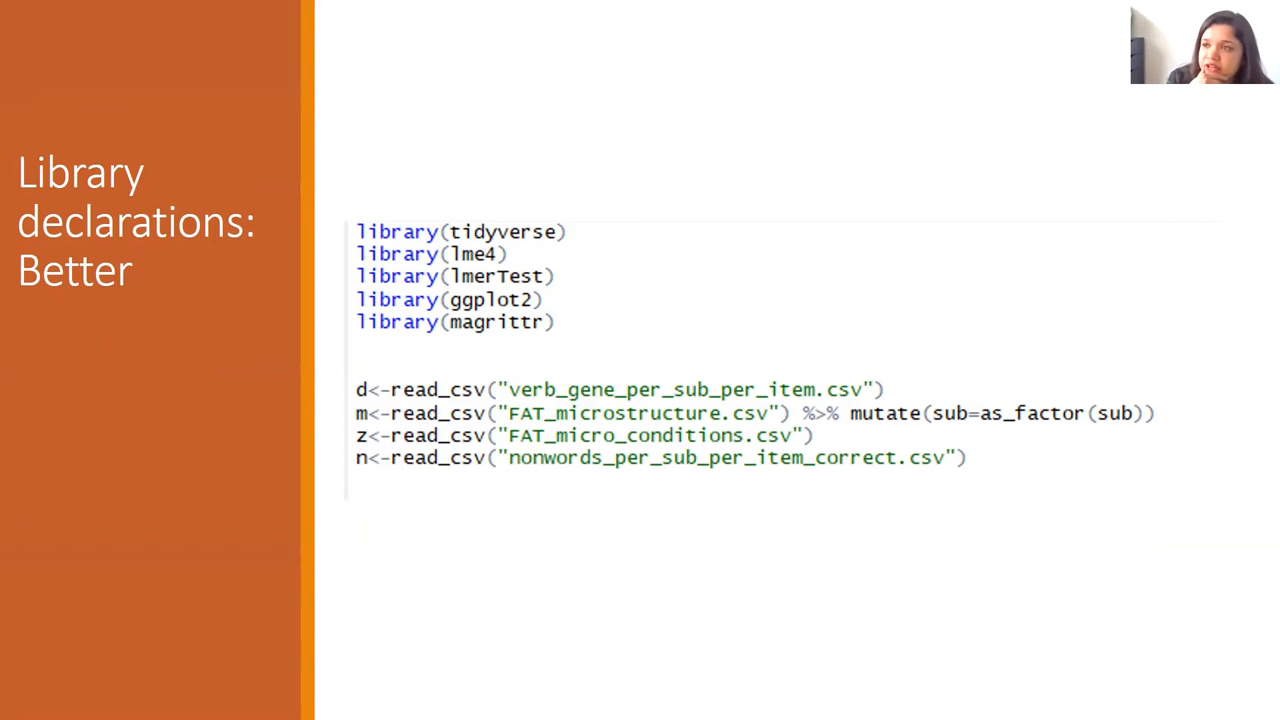 Library
declarations:
Better
library(tidyverse)
library(lme4)
library(lmerTest)
library(ggplot2)
library(magrittr)
d<-read_csv("verb_gene_per_sub_per_item.csv")
m<-read_csv("FAT_microstructure.csv") %>% mutate(sub=as_factor(sub))
z<-read_csv("FAT_micro_conditions.csv")
n<-read_csv("nonwords_per_sub_per_item_correct.csv")